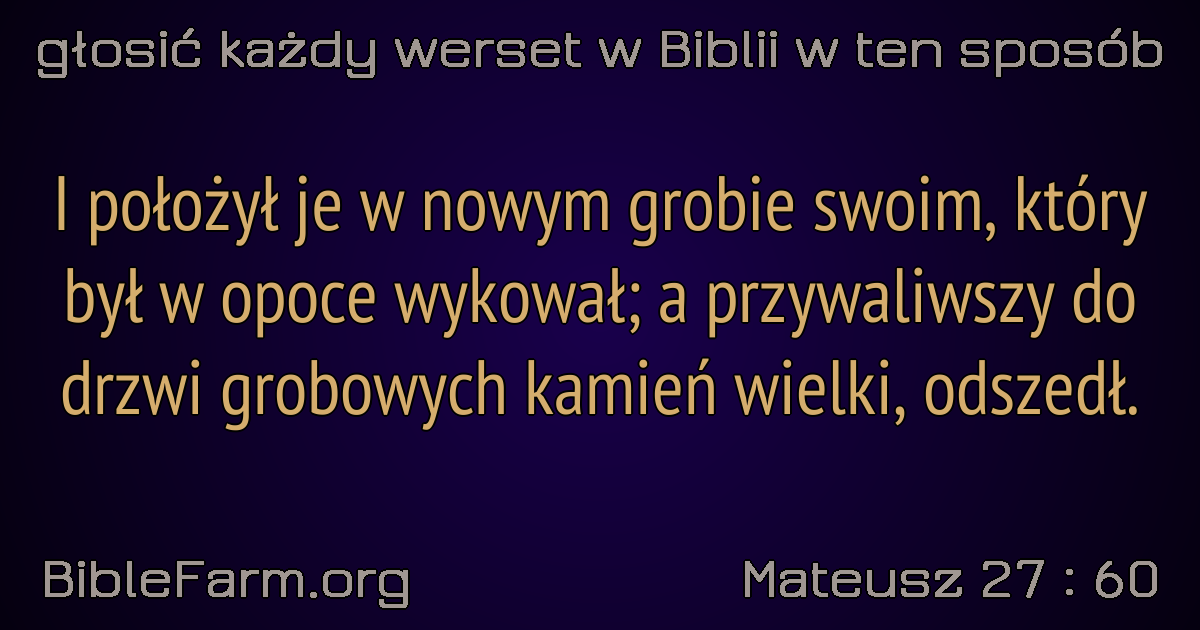 głosić każdy werset w Biblii w ten sposób
I położył je w nowym grobie swoim, który
był w opoce wykował; a przywaliwszy do
drzwi grobowych kamień wielki, odszedł.
BibleFarm.org
Mateusz 27 : 60